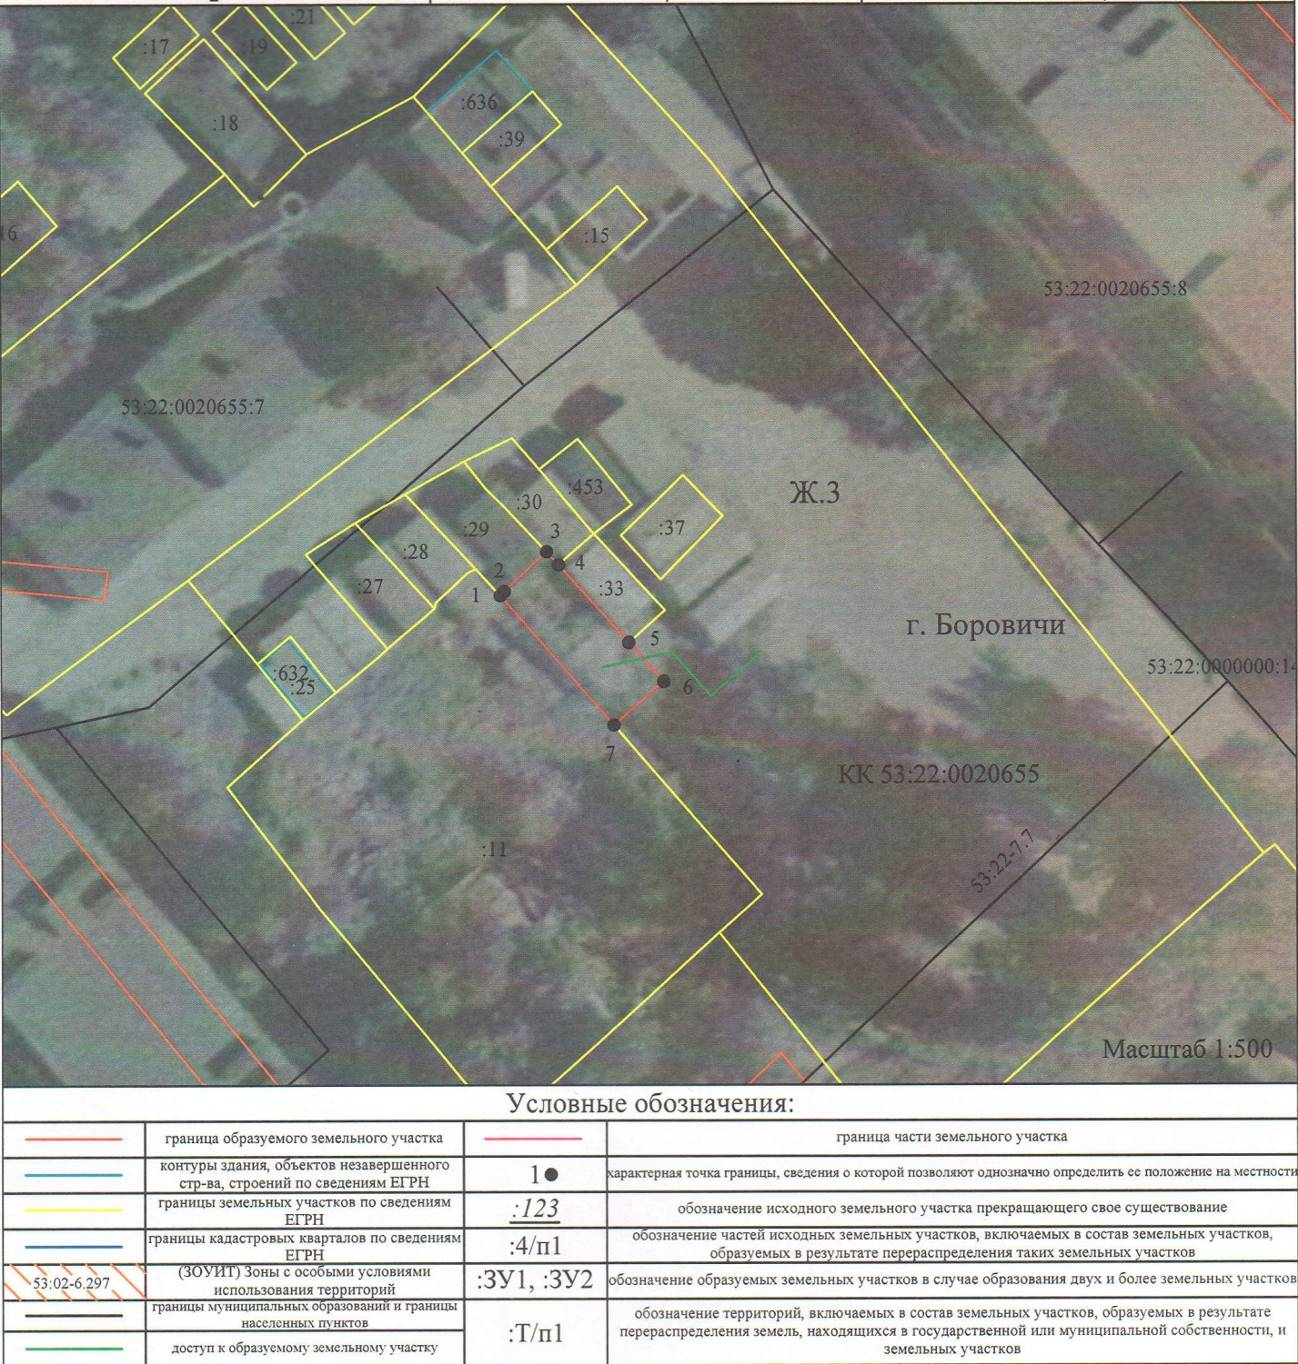 :21
:17
:19
:636
:18
:39
:15
16
53:22:0020655:8
53:22:0020655:7
:453
Ж.3
:30
:37
:29
3
:28
4
2
:27
:33
1
г. Боровичи
5
53:22:0000000:14
:632
:25
6
7
КК 53:22:0020655
:11
53:22-7.7
Масштаб 1:500
Условные обозначения:
граница образуемого земельного участка
граница части земельного участка
контуры здания, объектов незавершенного
стр-ва, строений по сведениям ЕГРН
1
характерная точка границы, сведения о которой позволяют однозначно определить ее положение на местности
границы земельных участков по сведениям
ЕГРН
:123
обозначение исходного земельного участка прекращающего свое существование
границы кадастровых кварталов по сведениям
ЕГРН
:4/п1
обозначение частей исходных земельных участков, включаемых в состав земельных участков,
образуемых в результате перераспределения таких земельных участков
53:02-6.297
(ЗОУИТ) Зоны с особыми условиями
использования территорий
:ЗУ1, :ЗУ2
обозначение образуемых земельных участков в случае образования двух и более земельных участков
границы муниципальных образований и границы
населенных пунктов
:Т/п1
обозначение территорий, включаемых в состав земельных участков, образуемых в результате
перераспределения земель, находящихся в государственной или муниципальной собственности, и
земельных участков
доступ к образуемому земельному участку